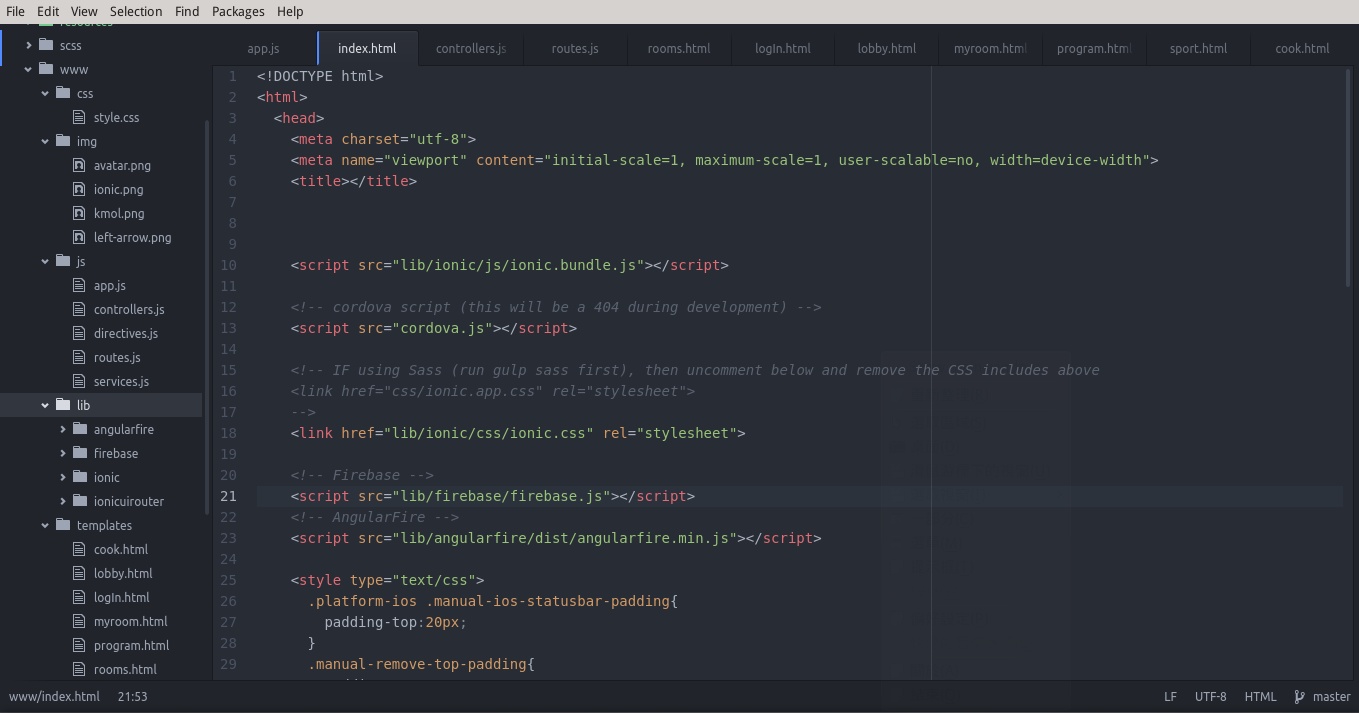 File Edit View Selection Find Packages Help
resources
scss
www
css
style.css
img
avatar.png
ionic.png
kmol.png
left-arrow.png
js
app.js
controllers.js
directives.js
routes.js
services.js
lib
angularfire
firebase
ionic
ionicuirouter
templates
cook.html
lobby.html
logIn.html
myroom.html
program.html
rooms.html
app.js index.html controllers.js routes.js rooms.html logIn.html lobby.html myroom.html program.html sport.html cook.html
1 <!DOCTYPE html>
2 <html>
3 <head>
4 <meta charset="utf-8">
5 <meta name="viewport" content="initial-scale=1, maximum-scale=1, user-scalable=no, width=device-width">
6 <title></title>
7
8
9
10 <script src="lib/ionic/js/ionic.bundle.js"></script>
11
12 <!-- cordova script (this will be a 404 during development) -->
13 <script src="cordova.js"></script>
14
15 <!-- IF using Sass (run gulp sass first), then uncomment below and remove the CSS includes above
16 <link href="css/ionic.app.css" rel="stylesheet">
17 -->
18 <link href="lib/ionic/css/ionic.css" rel="stylesheet">
19
20 <!-- Firebase -->
21 <script src="lib/firebase/firebase.js"></script>
22 <!-- AngularFire -->
23 <script src="lib/angularfire/dist/angularfire.min.js"></script>
24
25 <style type="text/css">
26 .platform-ios .manual-ios-statusbar-padding{
27 padding-top:20px;
28 }
29 .manual-remove-top-padding{
www/index.html 21:53 LF UTF-8 HTML master